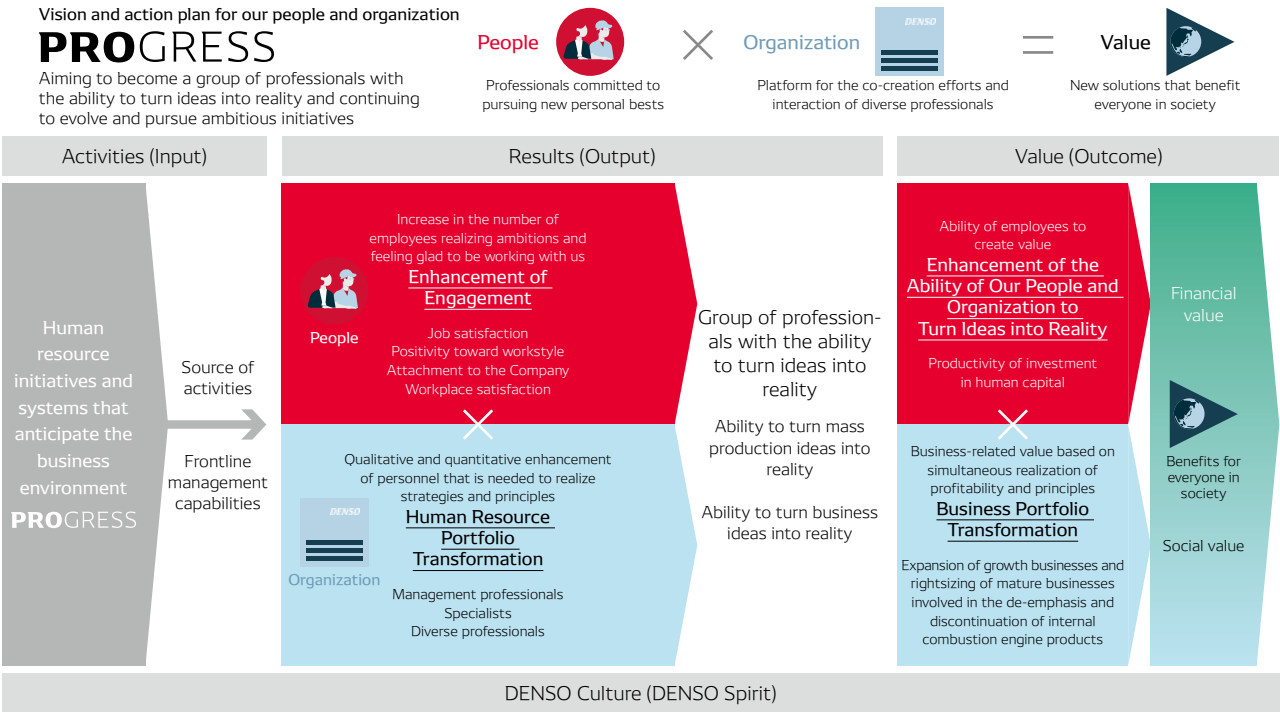 Vision and action plan for our people and organization
PROGRESS
Aiming to become a group of professionals with
the ability to turn ideas into reality and continuing
to evolve and pursue ambitious initiatives
People
Professionals committed to
pursuing new personal bests
Organization
DENSO
Platform for the co-creation efforts and
interaction of diverse professionals
Value
New solutions that benefit
everyone in society
Activities (Input)
Results (Output)
Value (Outcome)
Human
resource
initiatives and
systems that
anticipate the
business
environment
PROGRESS
Source of
activities
Frontline
management
capabilities
Increase in the number of
employees realizing ambitions and
feeling glad to be working with us
Enhancement of
Engagement
People
Job satisfaction
Positivity toward workstyle
Attachment to the Company
Workplace satisfaction
Qualitative and quantitative enhancement
of personnel that is needed to realize
strategies and principles
DENSO
Human Resource
Portfolio
Transformation
Organization
Management professionals
Specialists
Diverse professionals
Group of profession-
als with the ability
to turn ideas into
reality
Ability to turn mass
production ideas into
reality
Ability to turn business
ideas into reality
Ability of employees to
create value
Enhancement of the
Ability of Our People and
Organization to
Turn Ideas into Reality
Productivity of investment
in human capital
Business-related value based on
simultaneous realization of
profitability and principles
Business Portfolio
Transformation
Expansion of growth businesses and
rightsizing of mature businesses
involved in the de-emphasis and
discontinuation of internal
combustion engine products
Financial
value
Benefits for
everyone in
society
Social value
DENSO Culture (DENSO Spirit)